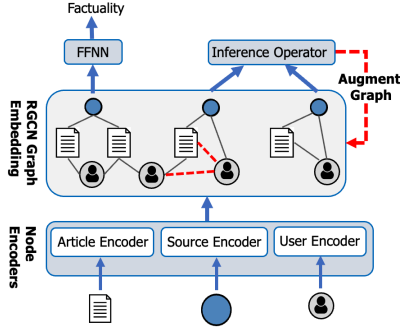 Factuality
FFNN
Inference Operator
Augment
Graph
RGCN Graph
Embedding
Node
Encoders
Article Encoder
Source Encoder
User Encoder